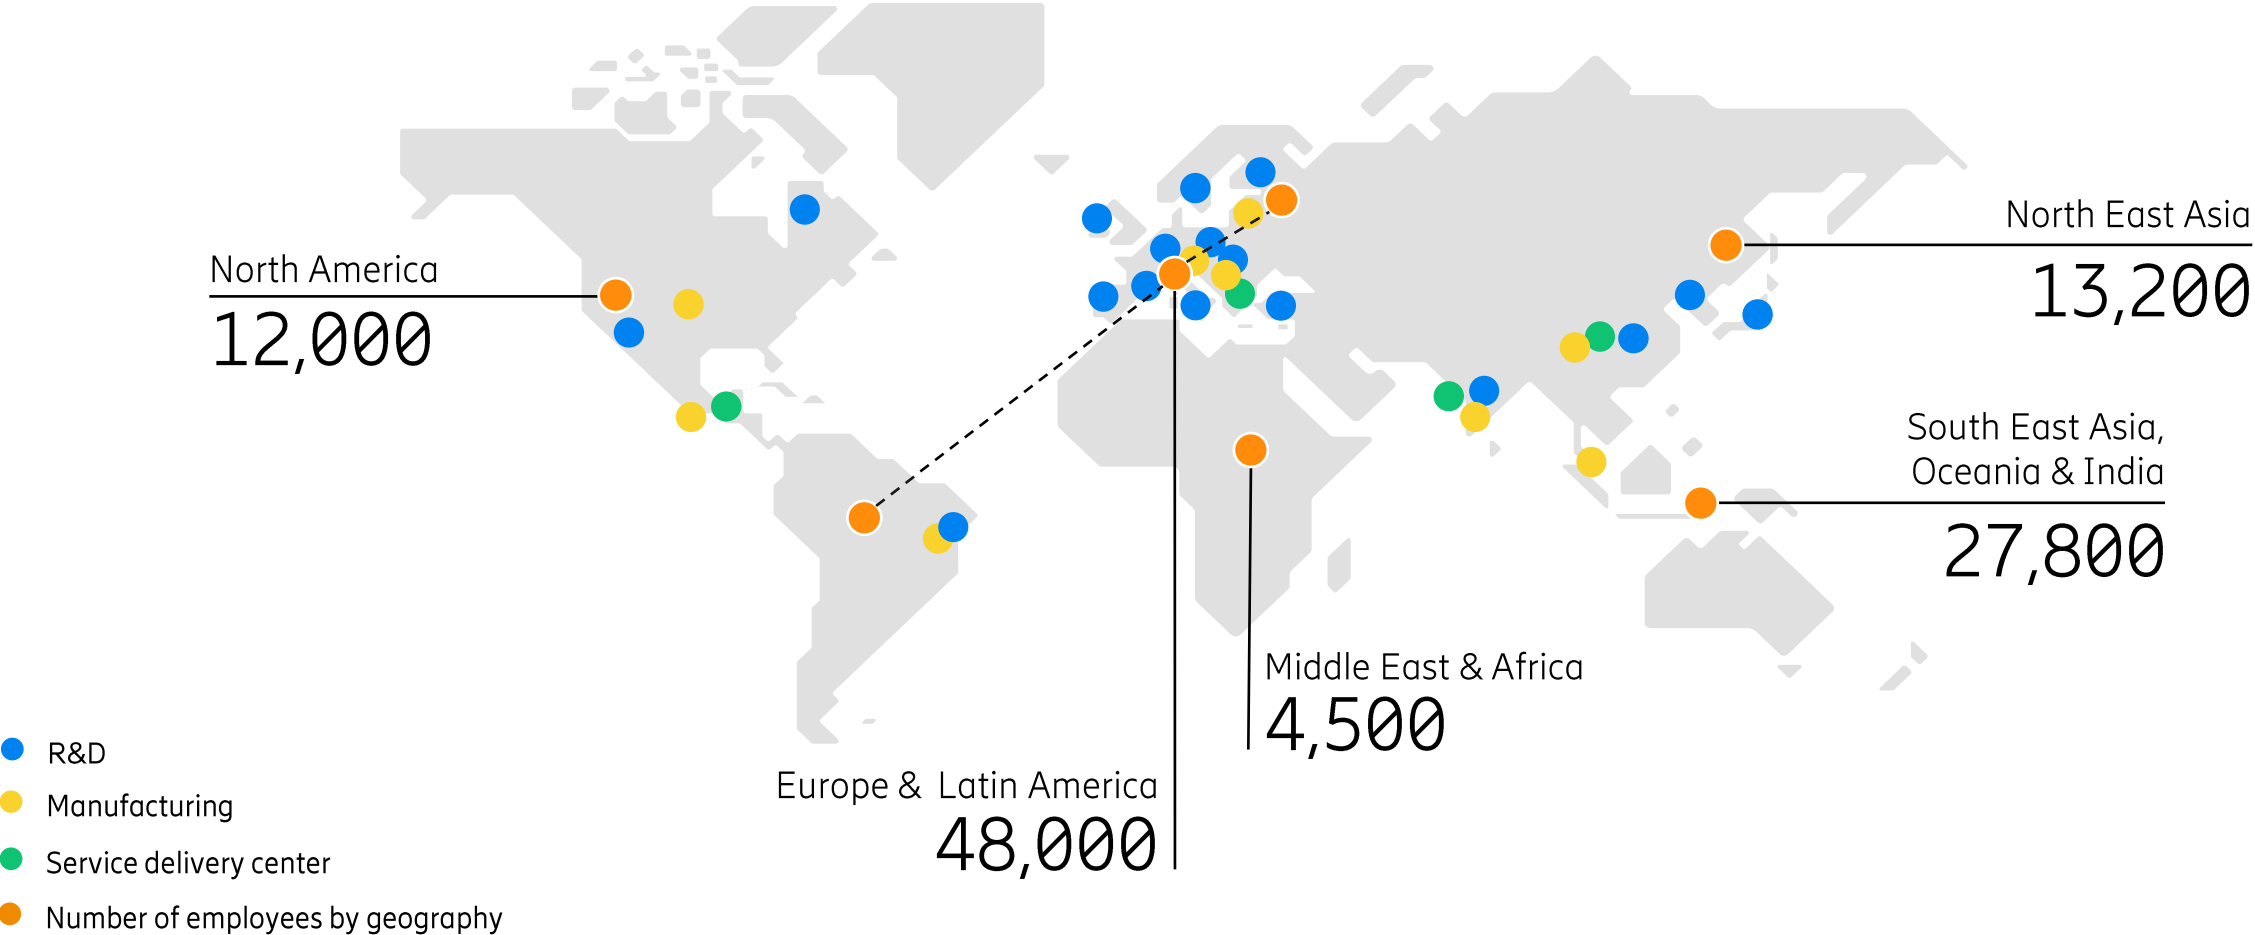 North America
12,000
North East Asia
13,200
South East Asia,
Oceania & India
27,800
Middle East & Africa
4,500
Europe & Latin America
48,000
R&D
Manufacturing
Service delivery center
Number of employees by geography